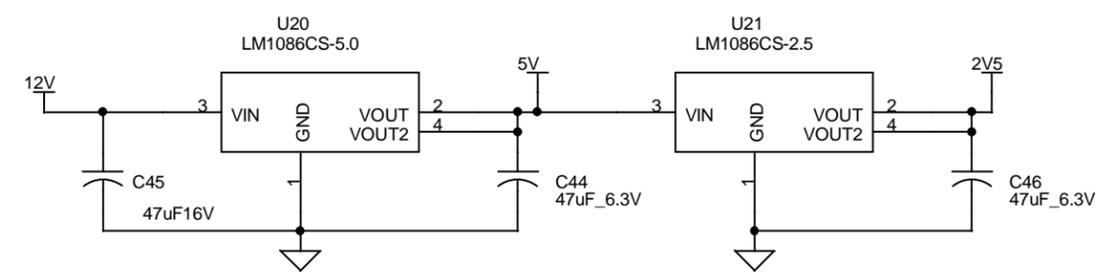 U20
LM1086CS-5.0
U21
LM1086CS-2.5
12V
5V
2V5
3
VIN
GND
VOUT
VOUT2
2
4
1
3
VIN
GND
VOUT
VOUT2
2
4
1
C45
47uF16V
C44
47uF_6.3V
C46
47uF_6.3V